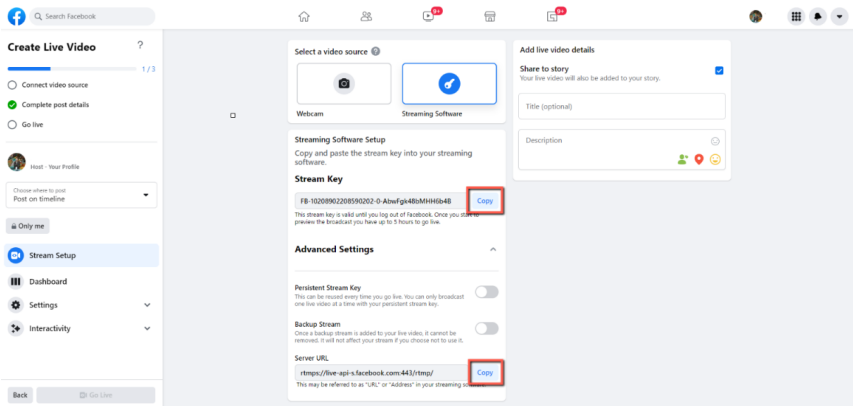 Search Facebook
9+
9+
Create Live Video
?
1 / 3
Connect video source
Complete post details
Go live
Host · Your Profile
Choose where to post
Post on timeline
Only me
Stream Setup
Dashboard
Settings
Interactivity
Back
Go Live
Select a video source ?
Webcam
Streaming Software
Streaming Software Setup
Copy and paste the stream key into your streaming
software.
Stream Key
FB-10208902208590202-0-AbwFgk4BbMHH6b4B
Copy
This stream key is valid until you log out of Facebook. Once you start to
preview the broadcast you have up to 5 hours to go live.
Advanced Settings
Persistent Stream Key
This can be reused every time you go live. You can only broadcast
one live video at a time with your persistent stream key.
Backup Stream
Once a backup stream is added to your live video, it cannot be
removed. It will not affect your stream if you choose not to use it.
Server URL
rtmps://live-api-s.facebook.com:443/rtmp/
Copy
This may be referred to as "URL" or "Address" in your streaming software.
Add live video details
Share to story
Your live video will also be added to your story.
Title (optional)
Description